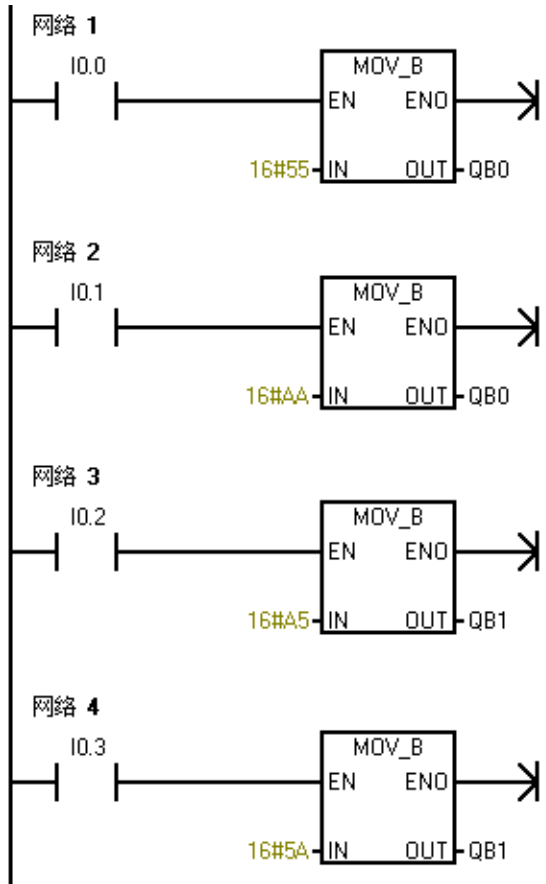 网络 1
I0.0
MOV_B
EN ENO
16#55 IN OUT QB0
网络 2
I0.1
MOV_B
EN ENO
16#AA IN OUT QB0
网络 3
I0.2
MOV_B
EN ENO
16#A5 IN OUT QB1
网络 4
I0.3
MOV_B
EN ENO
16#5A IN OUT QB1